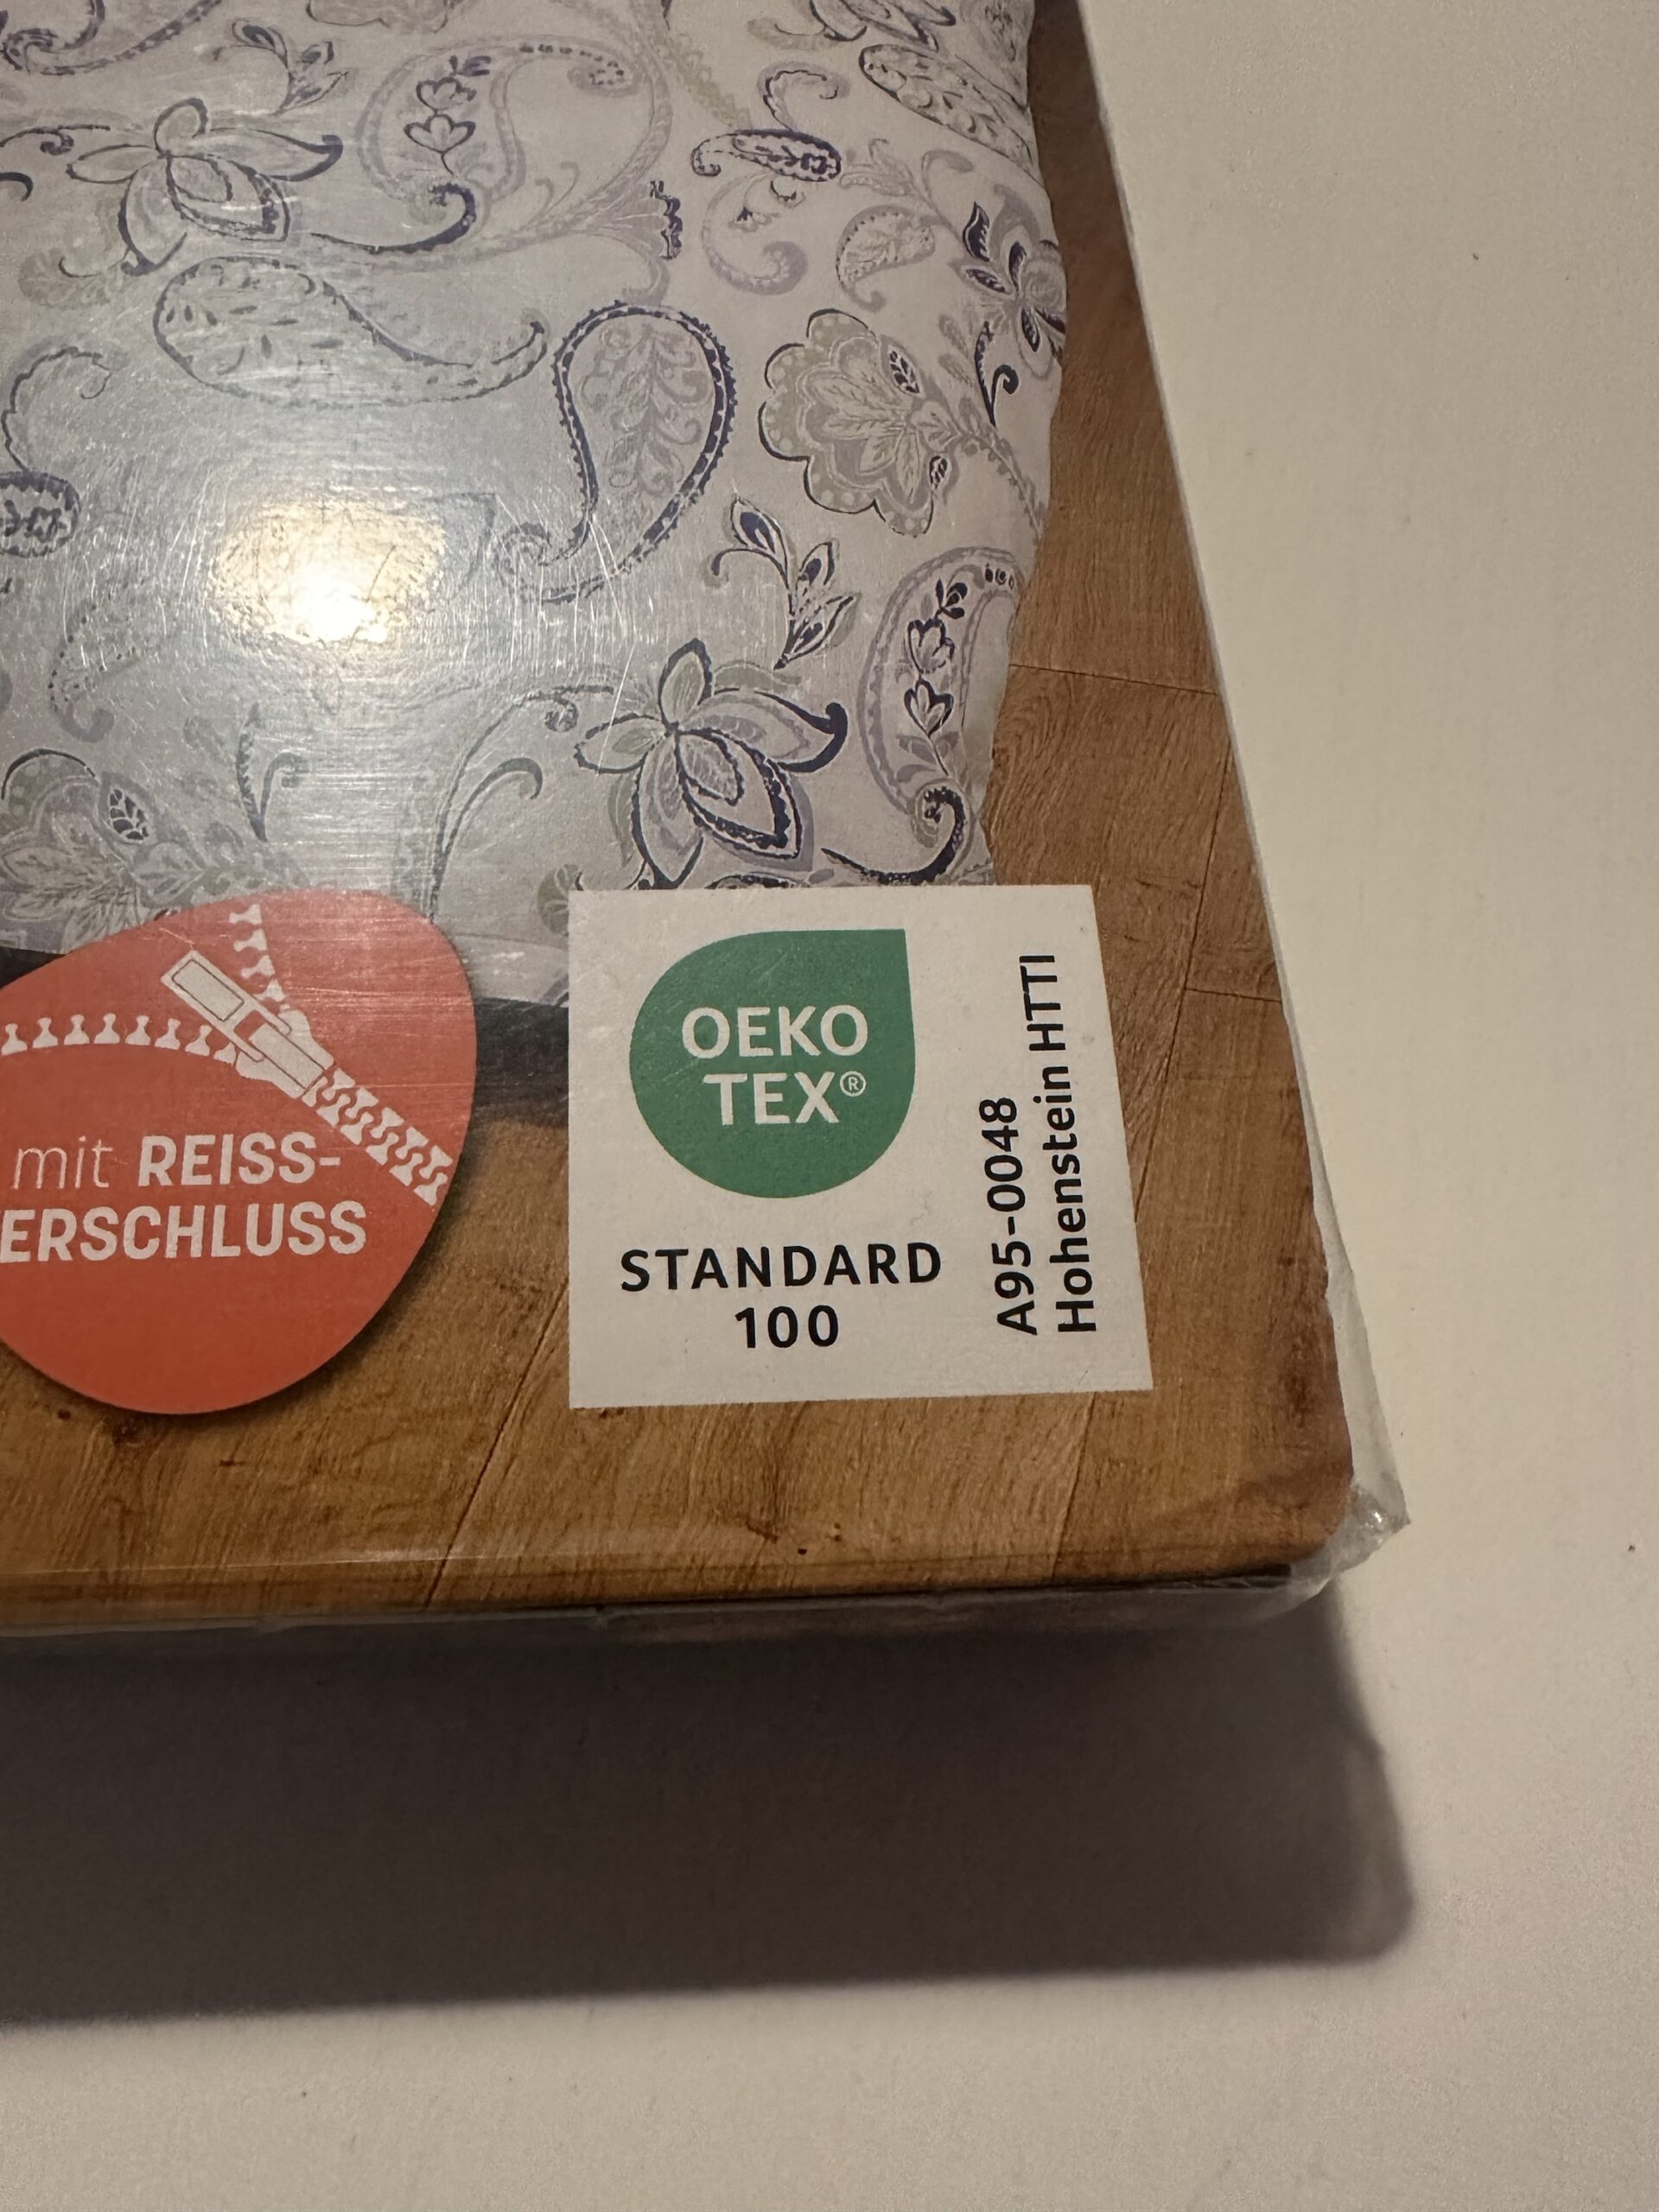 mit REISS-
ERSCHLUSS
OEKO
TEX®
STANDARD
100
A95-0048
Hohenstein HTTI